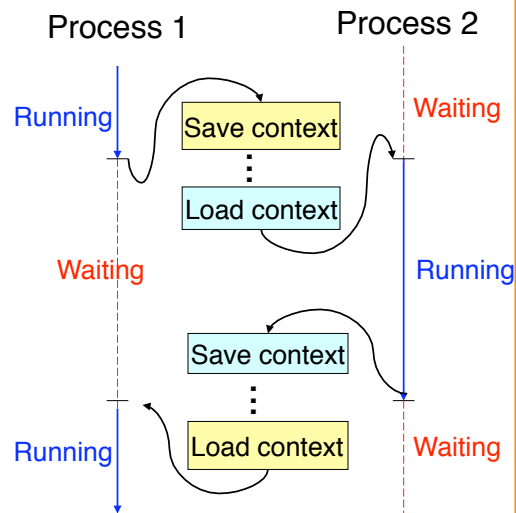 Process 1
Process 2
Running
Save context
Waiting
Load context
Waiting
Running
Save context
Running
Load context
Waiting